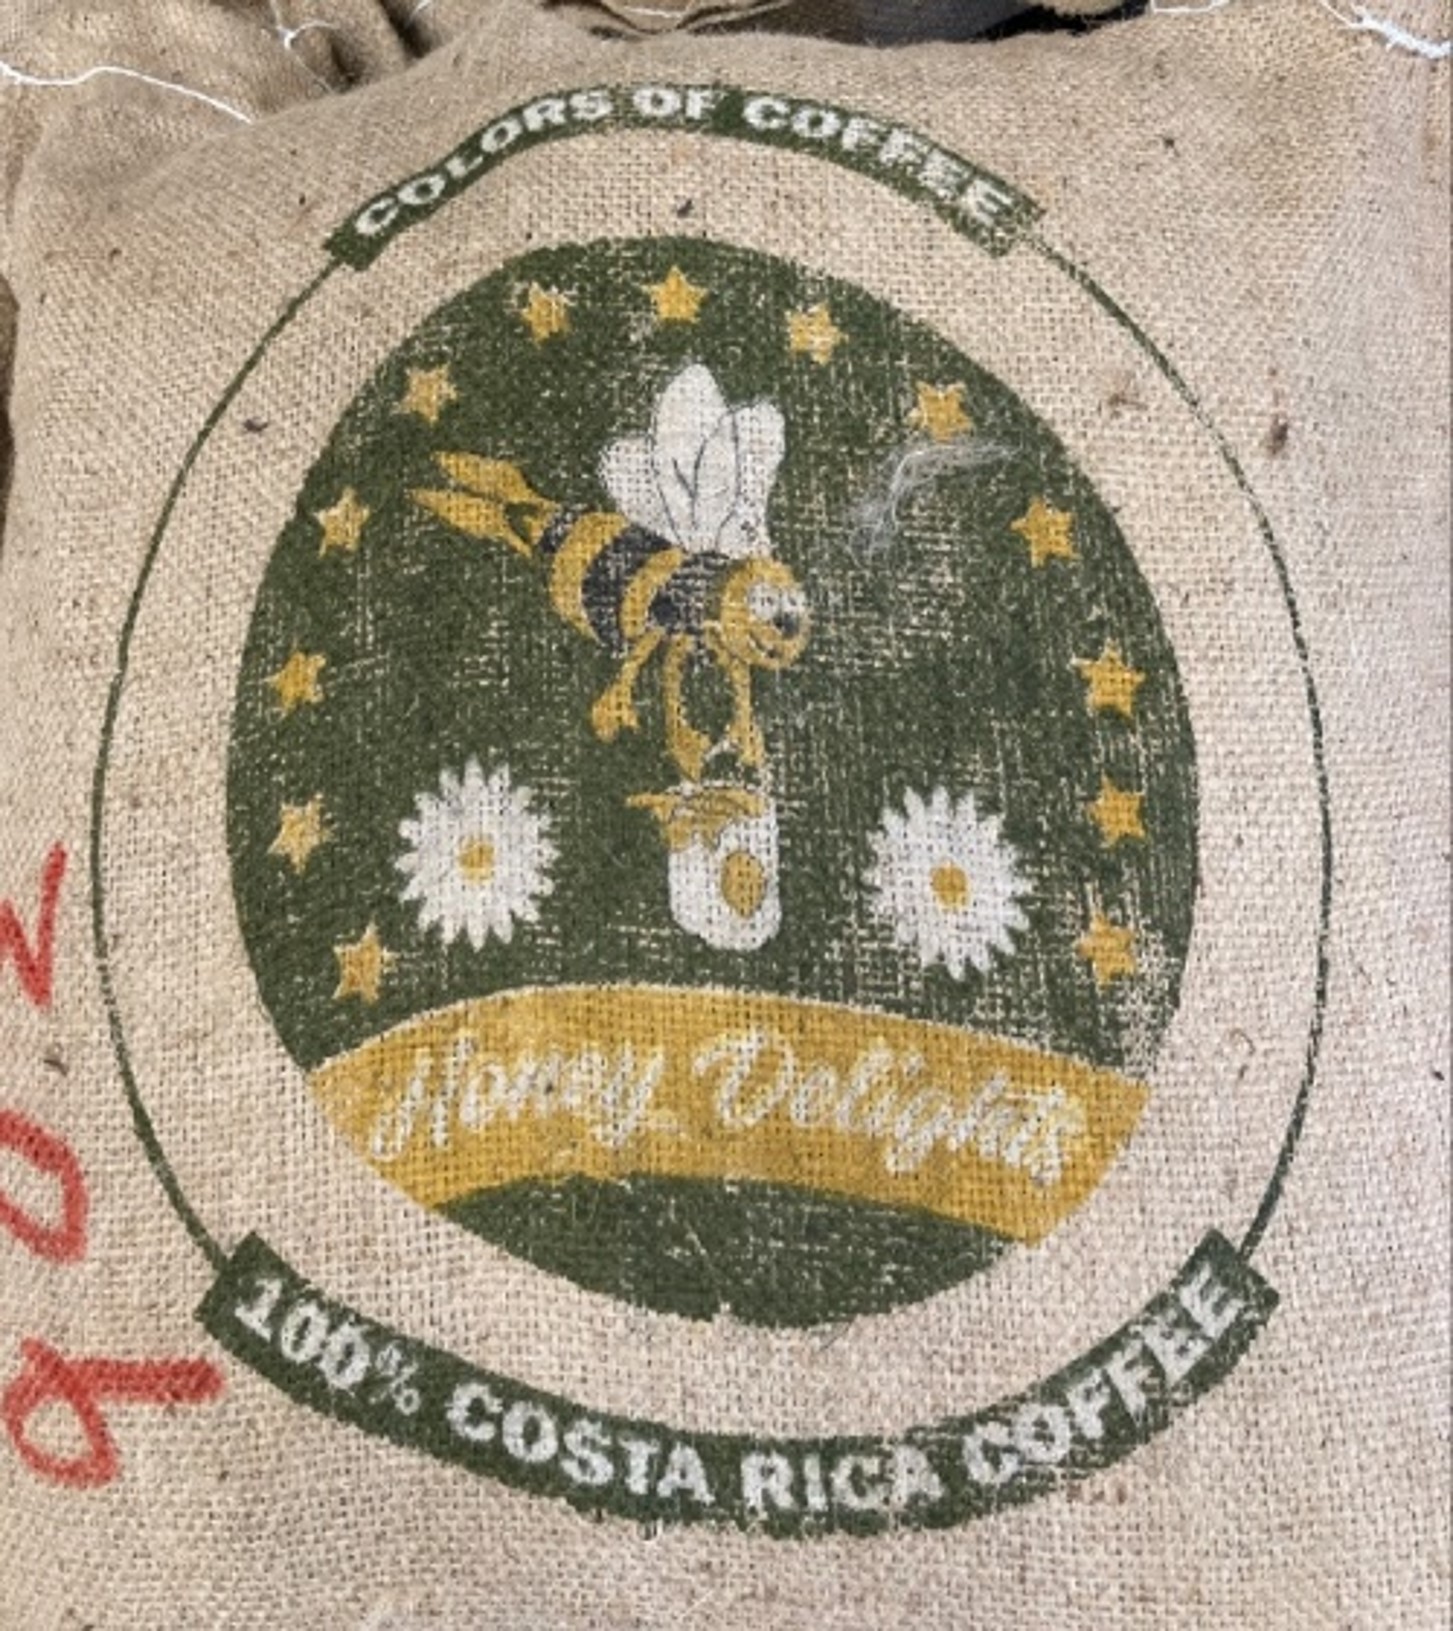 COLORS OF COFFEE
Honey Delights
100% COSTA RICA COFFEE